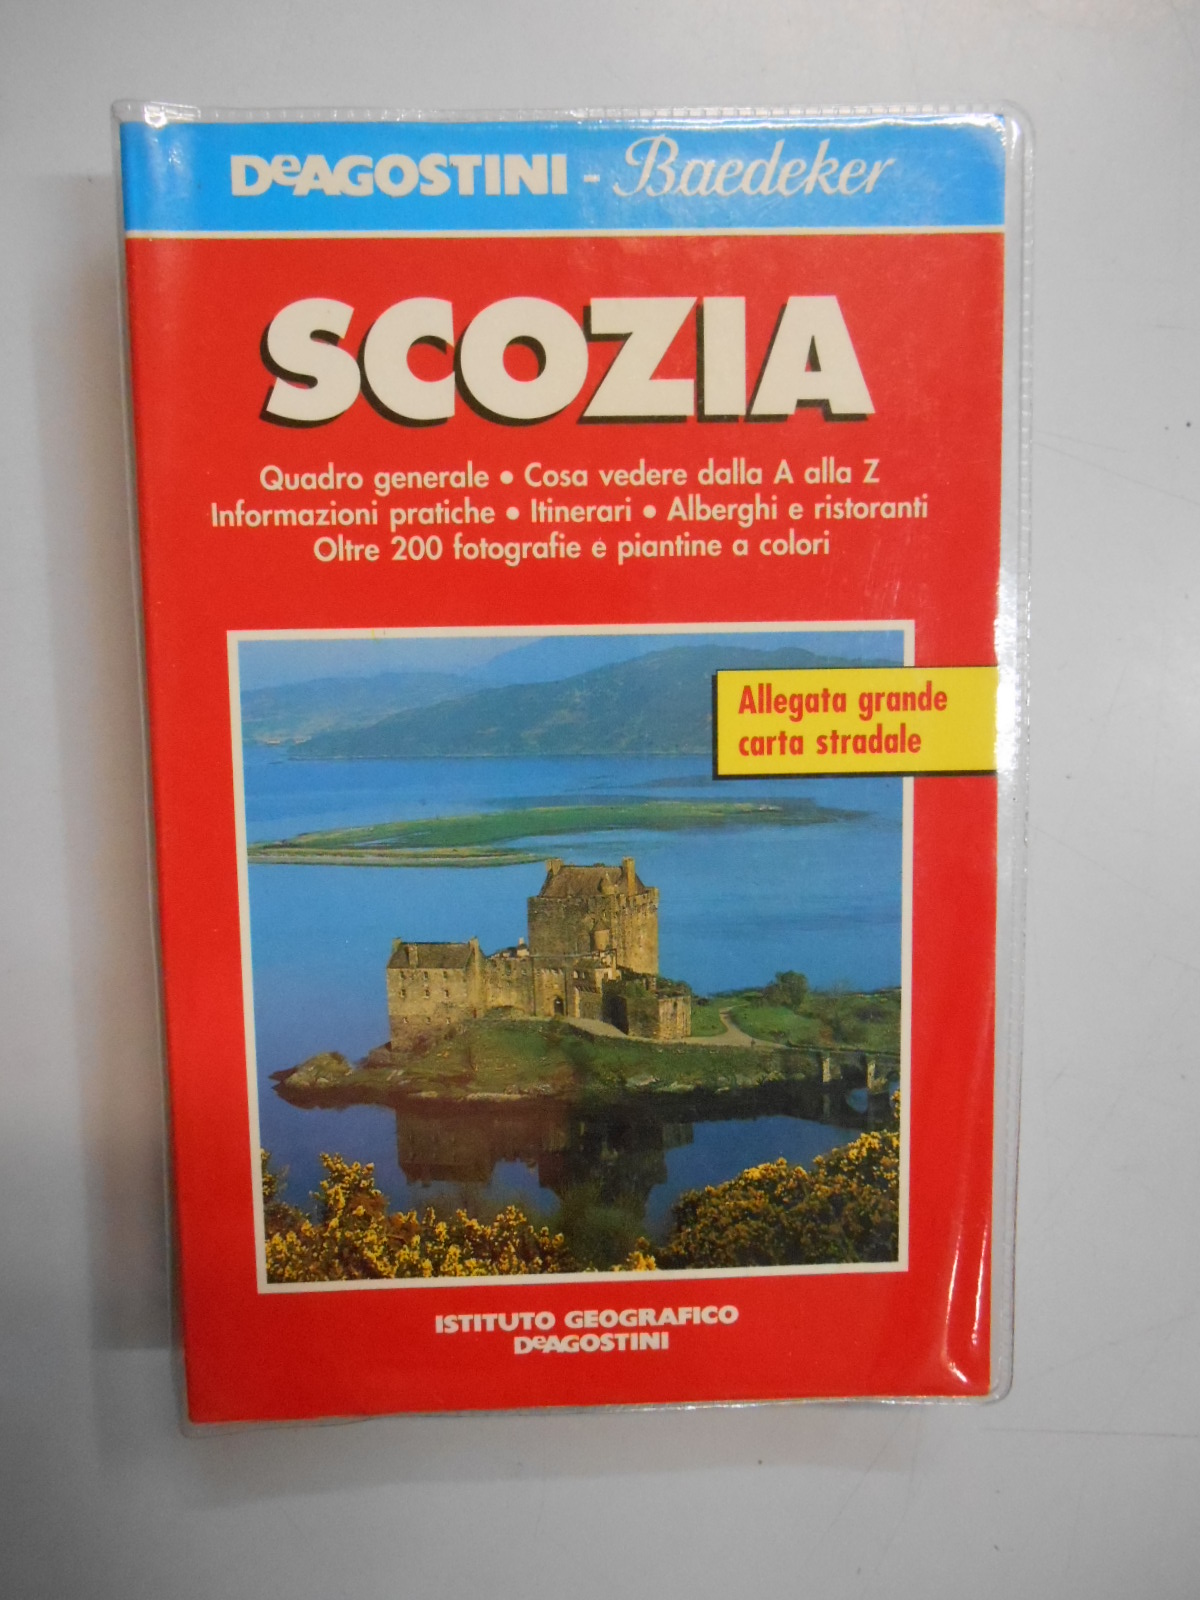 DeAGOSTINI - Baedeker
SCOZIA
Quadro generale • Cosa vedere dalla A alla Z
Informazioni pratiche • Itinerari • Alberghi e ristoranti
Oltre 200 fotografie e piantine a colori
Allegata grande
carta stradale
ISTITUTO GEOGRAFICO
DeAGOSTINI